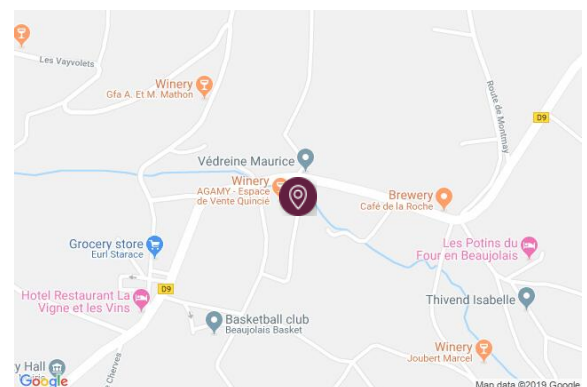 Les Vayvolets
Winery
Gfa A. Et M. Mathon
Route de Montmay
D9
Védreine Maurice
Winery
AGAMY - Espace
de Vente Quincié
Brewery
Café de la Roche
Grocery store
Eurl Starace
Les Potins du
Four en Beaujolais
D9
Hotel Restaurant La
Vigne et les Vins
Thivend Isabelle
Basketball club
Beaujolais Basket
Cherves
y Hall
Winery
Joubert Marcel
Google
Map data ©2019 Google